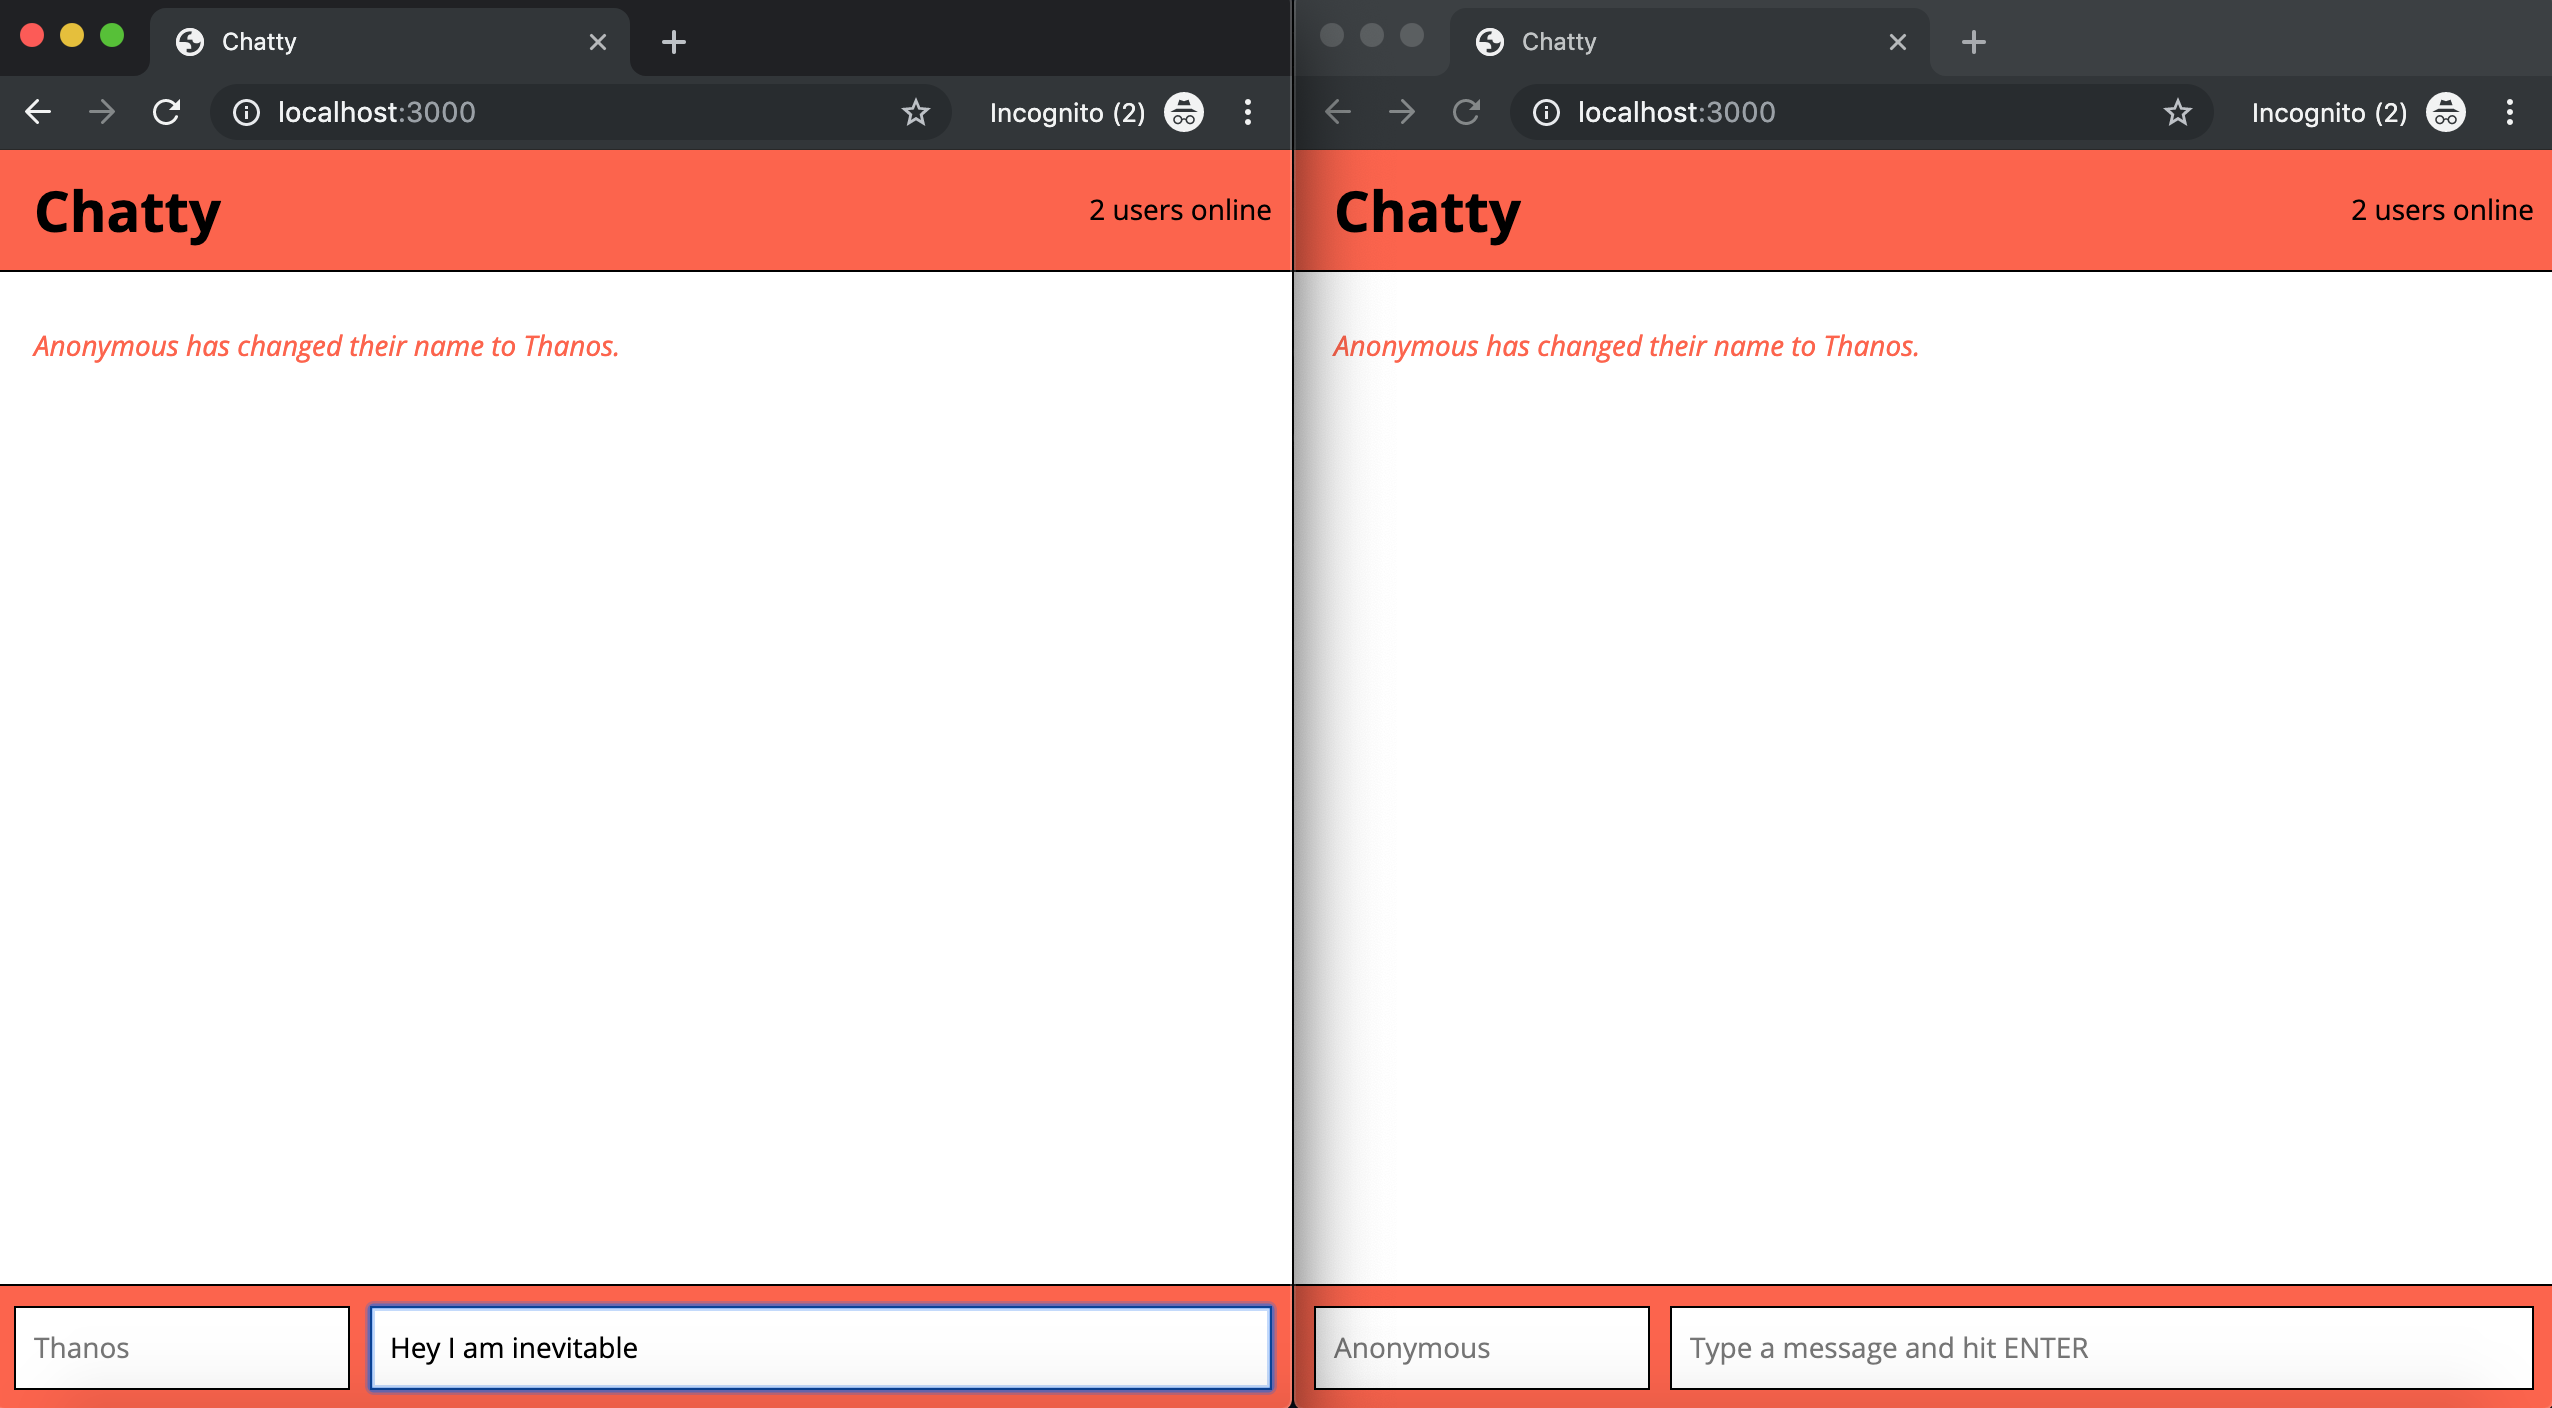 Chatty
localhost:3000
Incognito (2)
Chatty
2 users online
Anonymous has changed their name to Thanos.
Thanos
Hey I am inevitable
Chatty
localhost:3000
Incognito (2)
Chatty
2 users online
Anonymous has changed their name to Thanos.
Anonymous
Type a message and hit ENTER